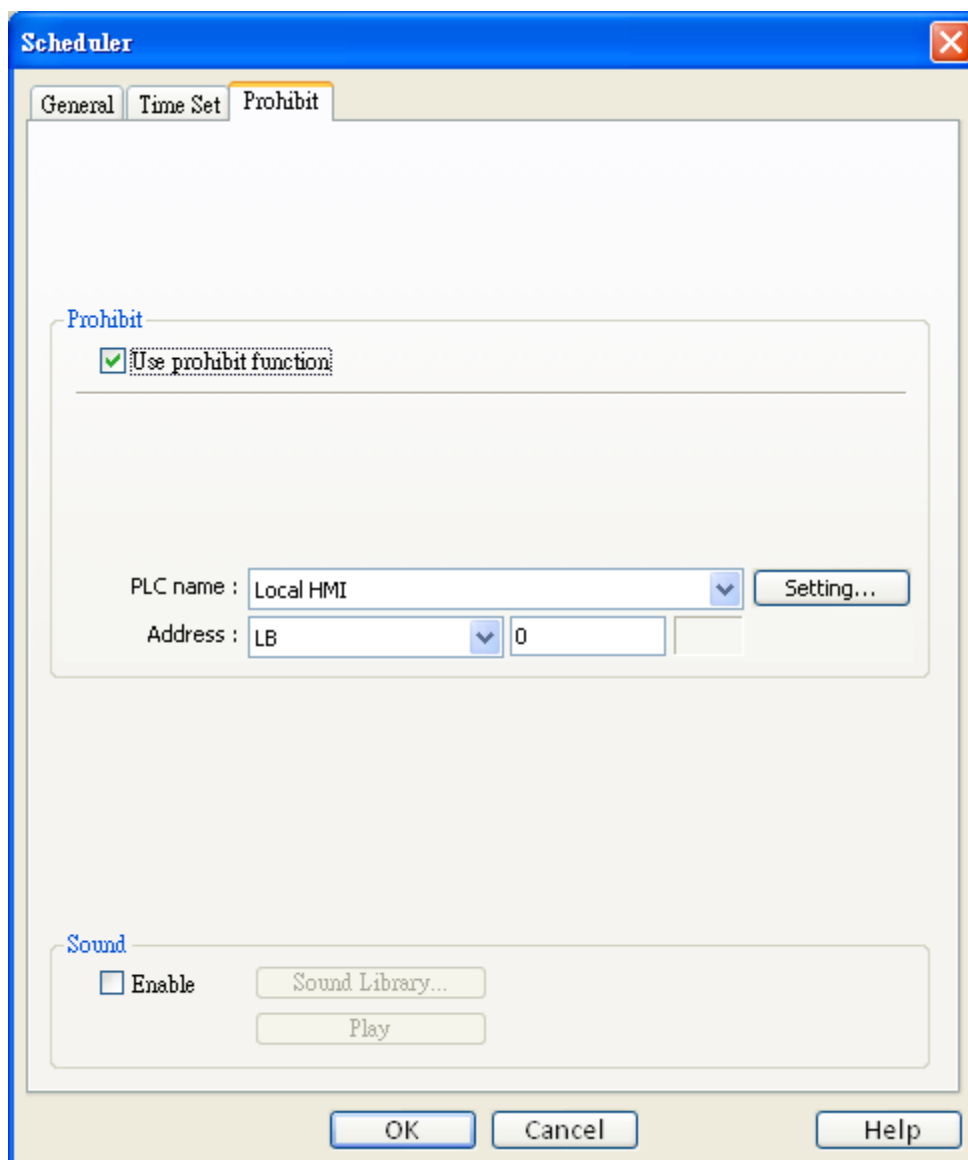 Scheduler
General Time Set Prohibit
Prohibit
Use prohibit function
PLC name : Local HMI Setting...
Address : LB 0
Sound
Enable Sound Library...
Play
OK Cancel Help